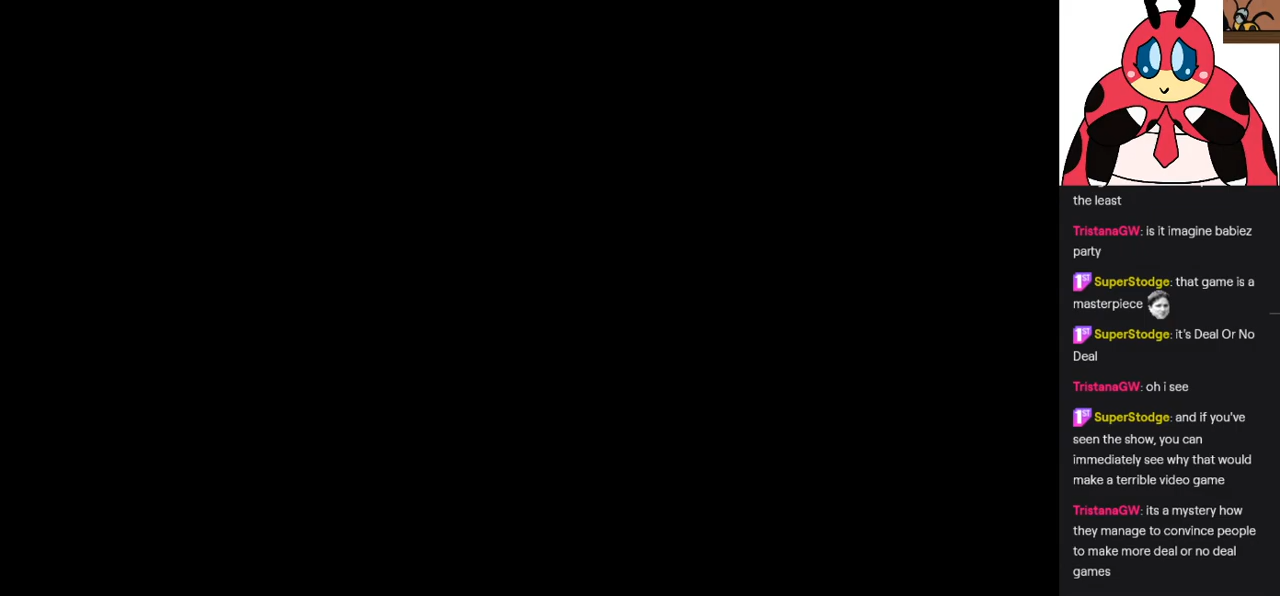 the least
TristanaGW: is it imagine babiez
party
1ST SuperStodge: that game is a
masterpiece
1ST SuperStodge: it's Deal Or No
Deal
TristanaGW: oh i see
1ST SuperStodge: and if you've
seen the show, you can
immediately see why that would
make a terrible video game
TristanaGW: its a mystery how
they manage to convince people
to make more deal or no deal
games